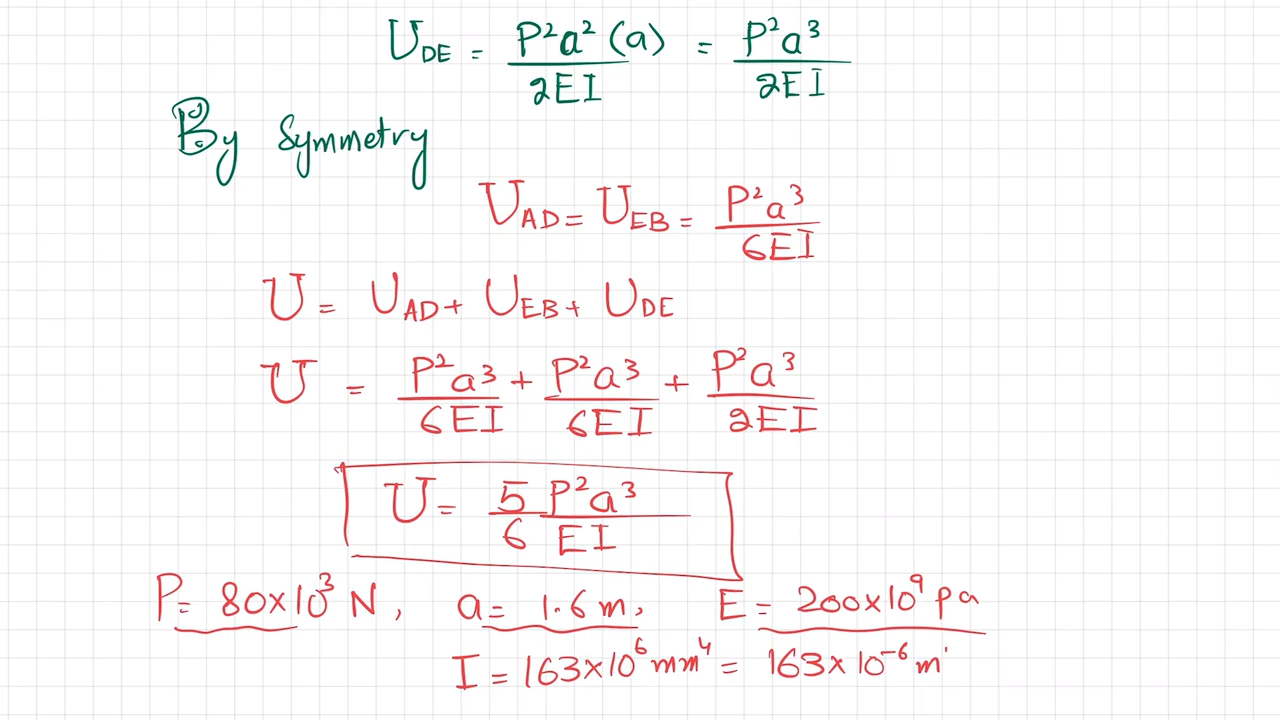 U_DE = P²a²(a)/2EI = P²a³/2EI
By Symmetry
U_AD = U_EB = P²a³/6EI
U = U_AD + U_EB + U_DE
U = P²a³/6EI + P²a³/6EI + P²a³/2EI
U = 5/6 P²a³/EI
P = 80×10³ N, a = 1.6 m, E = 200×10⁹ pa
I = 163×10⁶ mm⁴ = 163×10⁻⁶ m